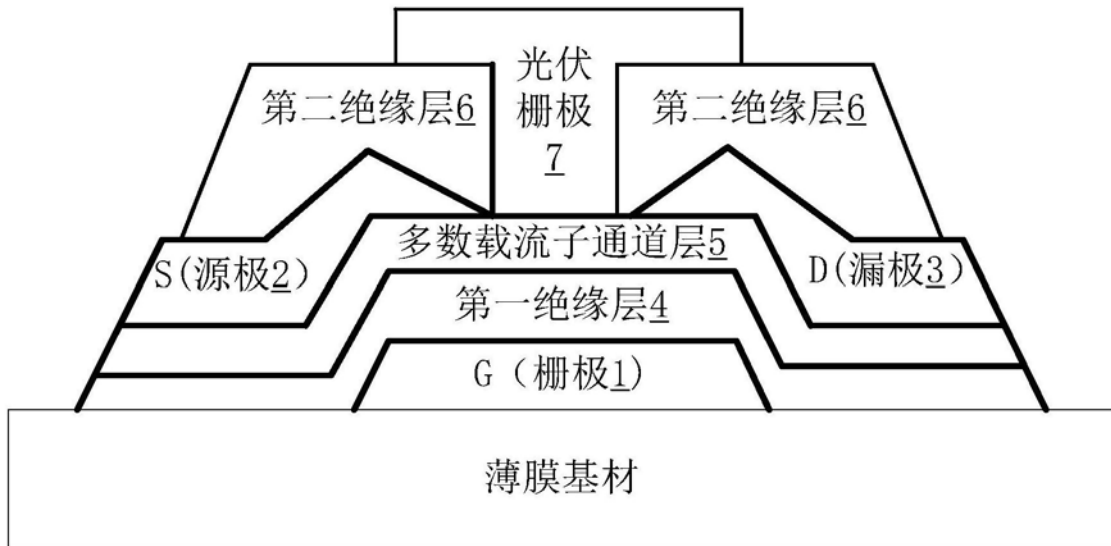 光伏
栅极
7
第二绝缘层6
第二绝缘层6
多数载流子通道层5
S(源极2)
D(漏极3)
第一绝缘层4
G（栅极1)
薄膜基材